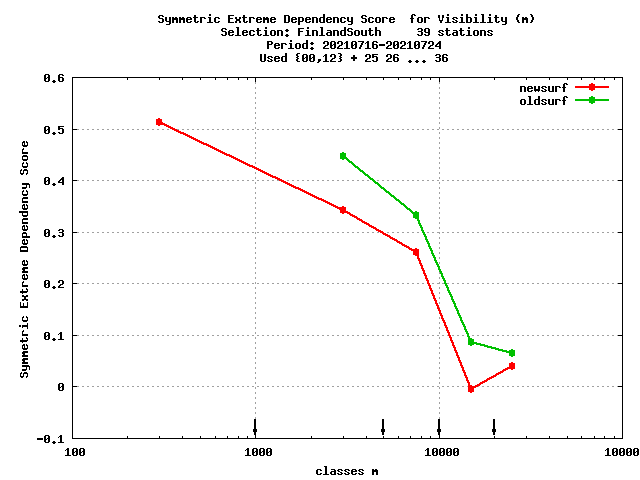 Symmetric Extreme Dependency Score  for Visibility (m)
Selection: FinlandSouth     39 stations
Period: 20210716-20210724
Used {00,12} + 25 26 ... 36
newsurf
oldsurf
0.6
0.5
0.4
0.3
0.2
0.1
0
-0.1
Symmetric Extreme Dependency Score
100 1000 10000 10000
classes m